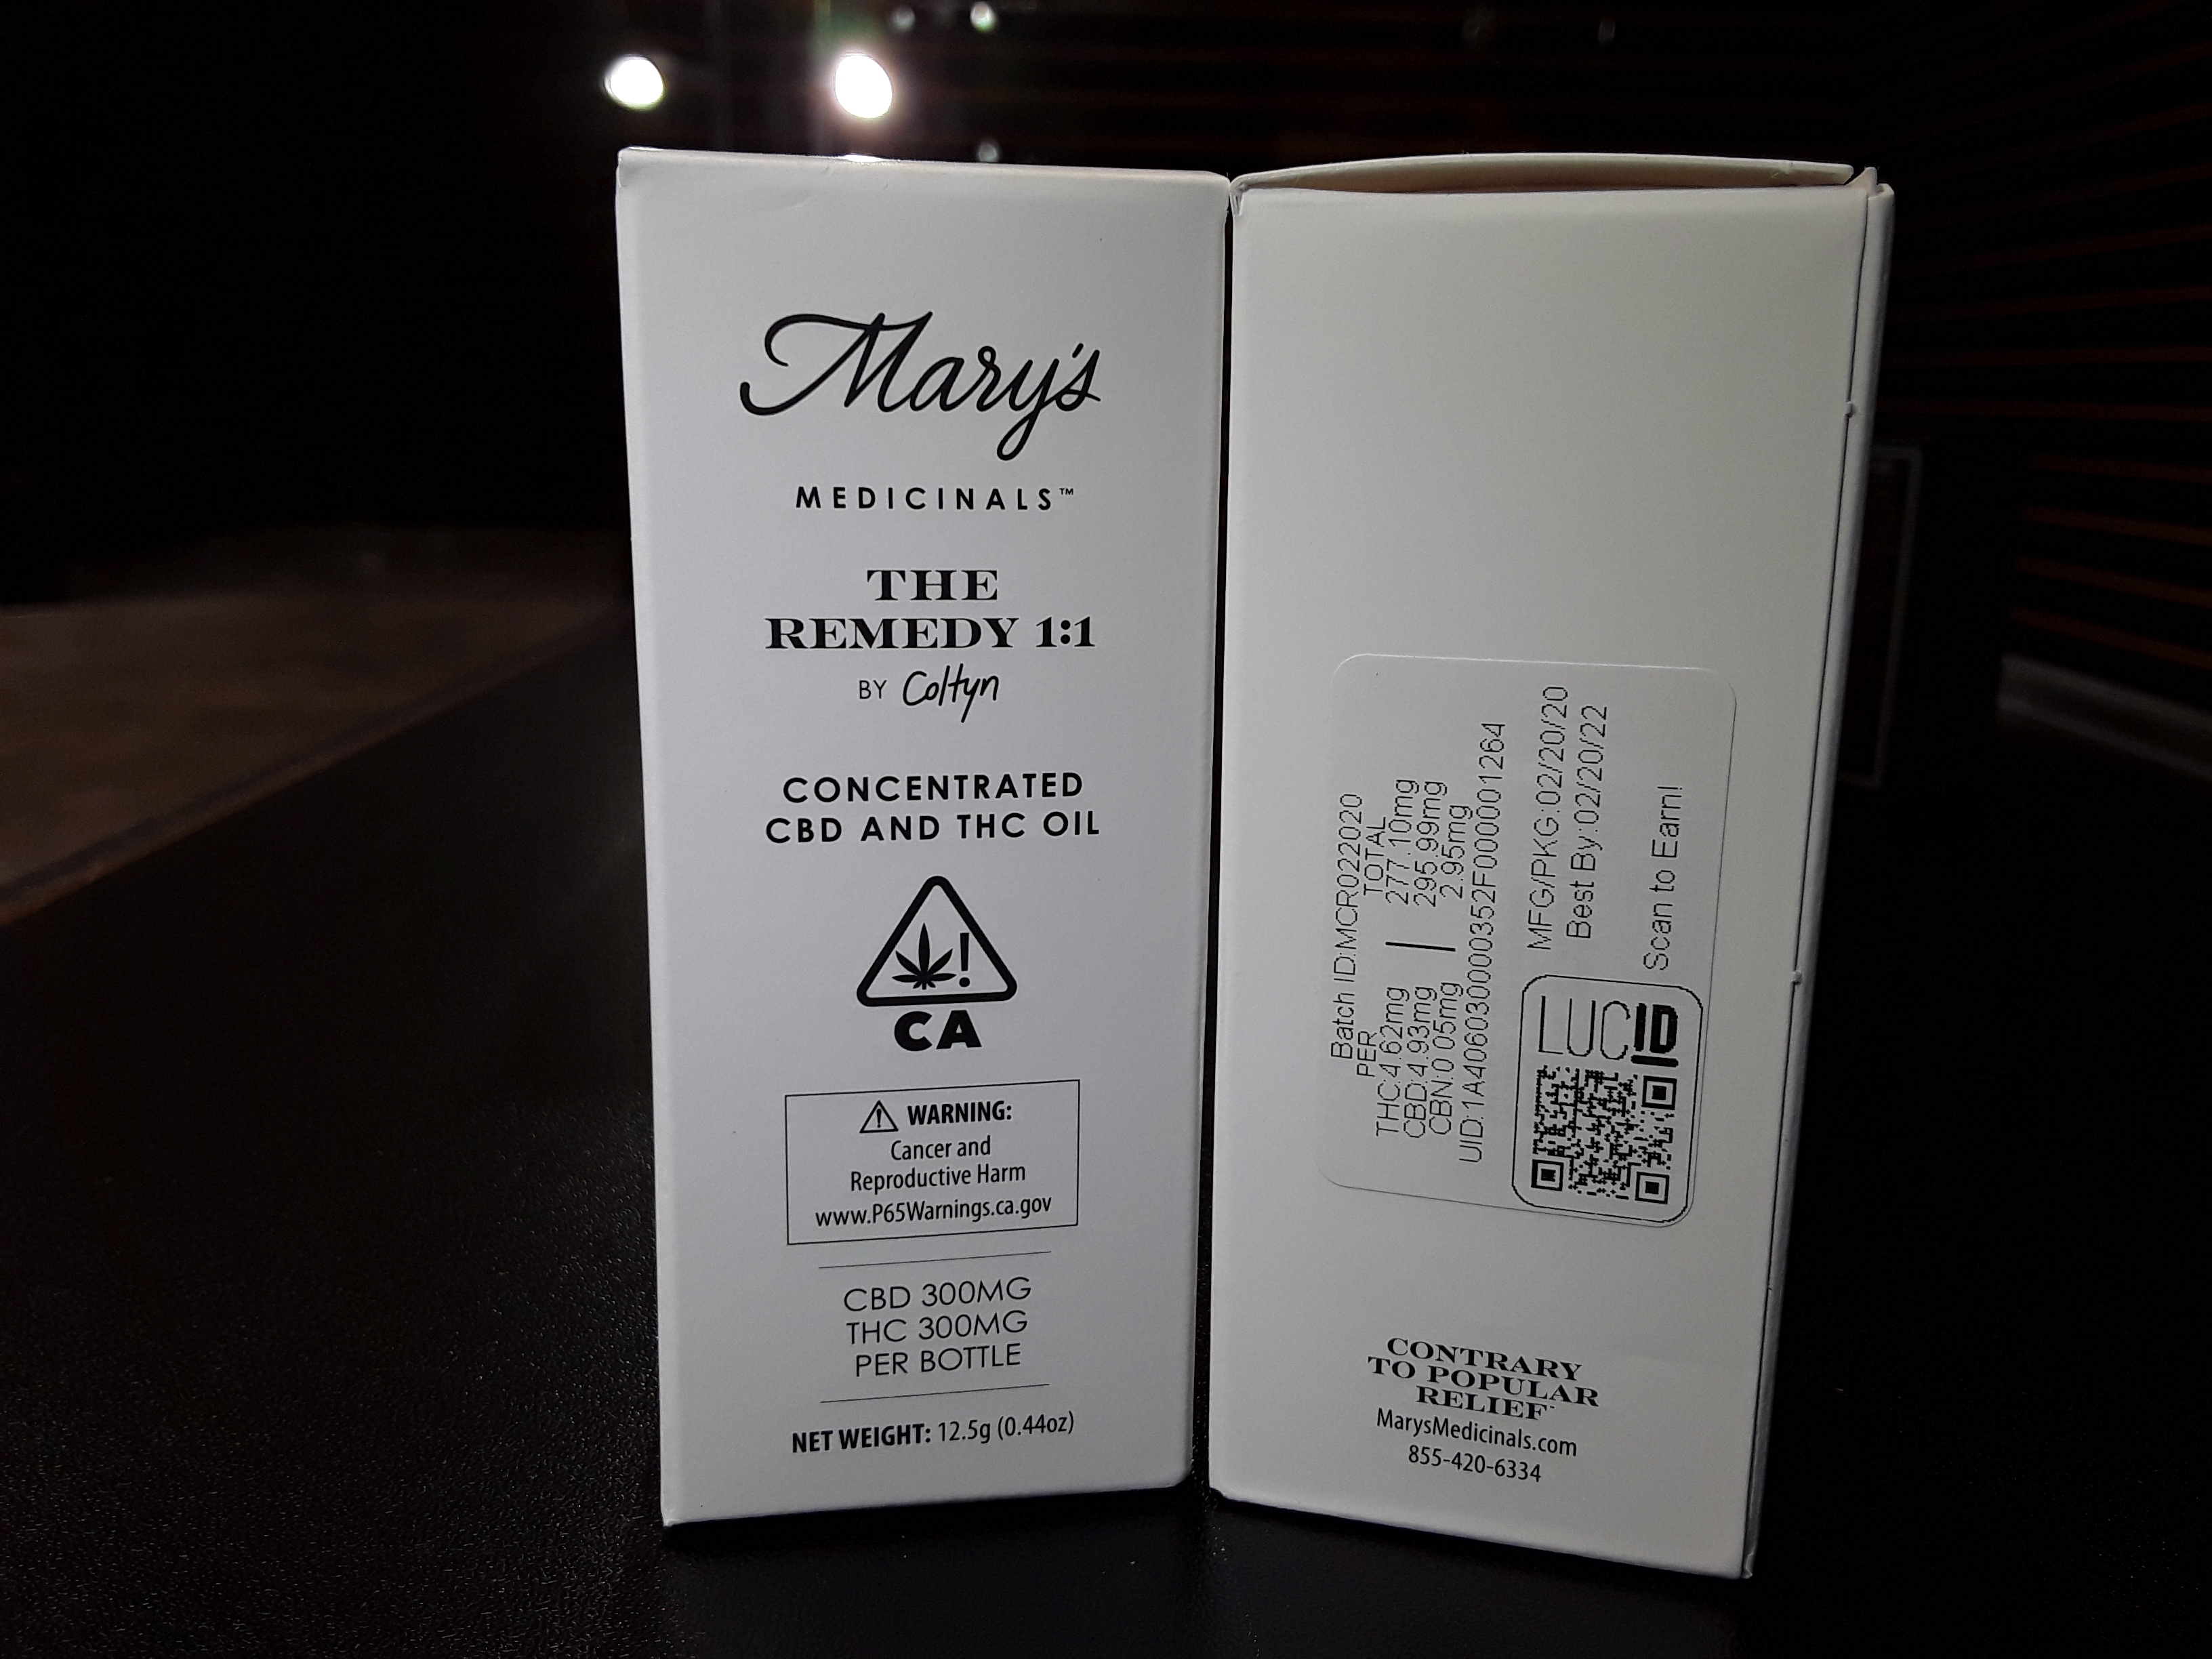 Mary's
MEDICINALS™
THE
REMEDY 1:1
BY Coltyn
CONCENTRATED
CBD AND THC OIL
!
CA
WARNING:
Cancer and
Reproductive Harm
www.P65Warnings.ca.gov
CBD 300MG
THC 300MG
PER BOTTLE
NET WEIGHT: 12.5g (0.44oz)
Batch ID:MCR022020
PER TOTAL
THC:4.62mg | 277.10mg
CBD:4.93mg 295.99mg
CBN:0.05mg | 2.95mg
UID:1A4060300000352F000001264
MFG/PKG:02/20/20
Best By:02/20/22
LUCID
Scan to Earn!
CONTRARY
TO POPULAR
RELIEF™
MarysMedicinals.com
855-420-6334